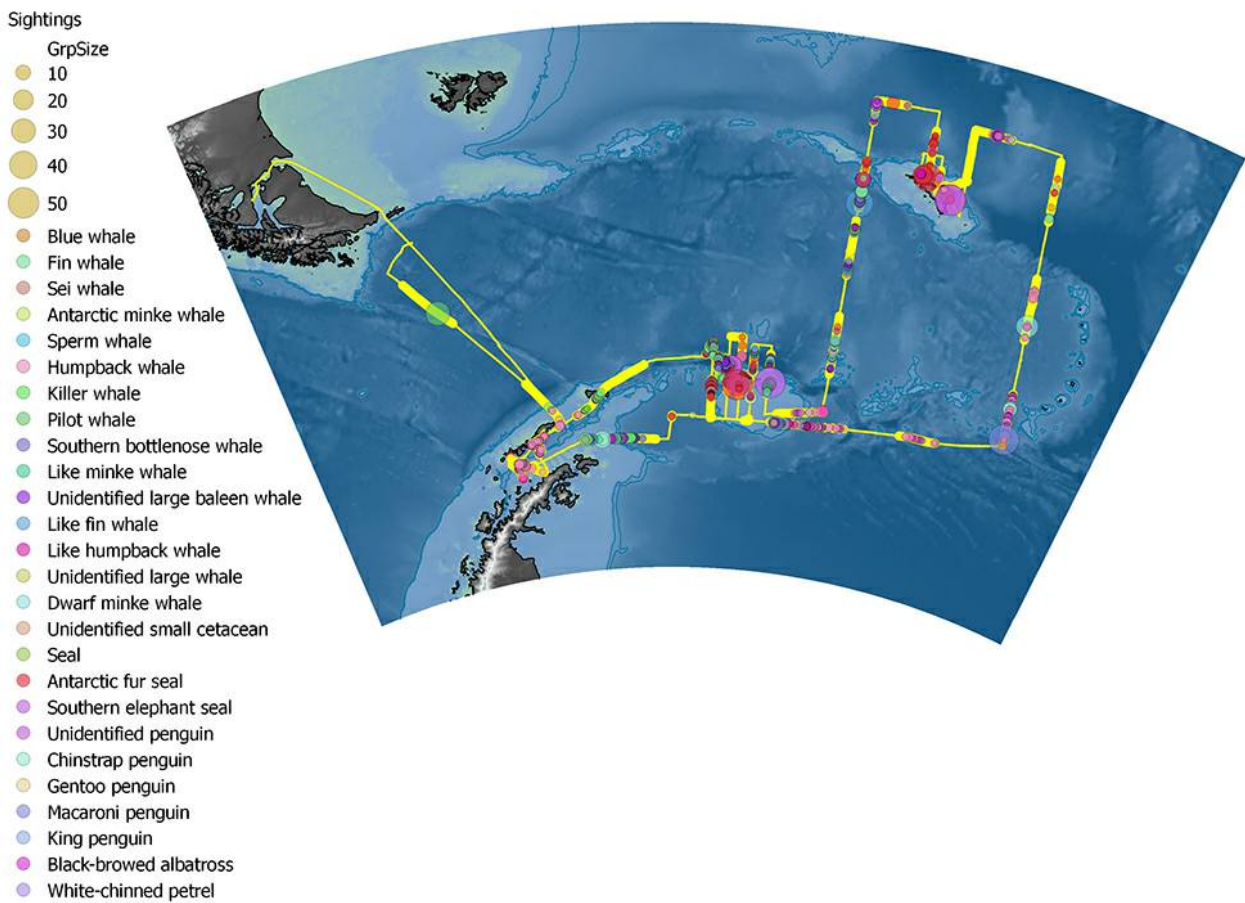 Sightings
GrpSize
10
20
30
40
50
Blue whale
Fin whale
Sei whale
Antarctic minke whale
Sperm whale
Humpback whale
Killer whale
Pilot whale
Southern bottlenose whale
Like minke whale
Unidentified large baleen whale
Like fin whale
Like humpback whale
Unidentified large whale
Dwarf minke whale
Unidentified small cetacean
Seal
Antarctic fur seal
Southern elephant seal
Unidentified penguin
Chinstrap penguin
Gentoo penguin
Macaroni penguin
King penguin
Black-browed albatross
White-chinned petrel